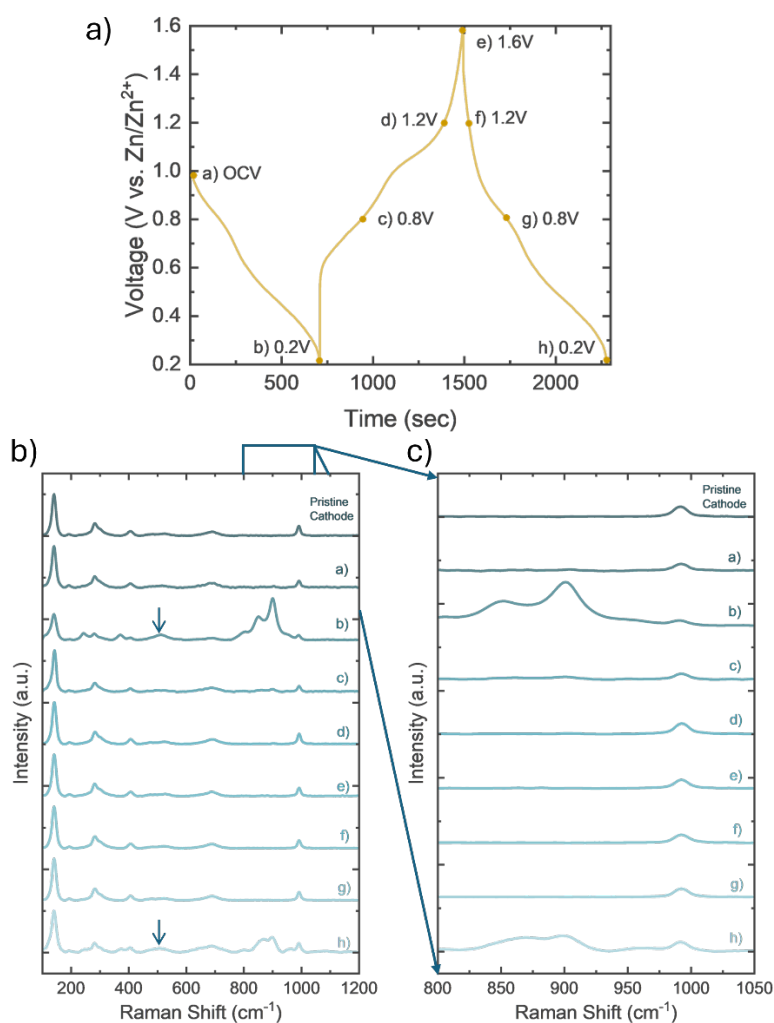 a)
1.6
1.4
1.2
1.0
0.8
0.6
0.4
0.2
Voltage (V vs. Zn/Zn²⁺)
0
500
1000
1500
2000
Time (sec)
a) OCV
b) 0.2V
c) 0.8V
d) 1.2V
e) 1.6V
f) 1.2V
g) 0.8V
h) 0.2V
b)
Pristine
Cathode
a)
b)
c)
d)
e)
f)
g)
h)
Intensity (a.u.)
200 400 600 800 1000 1200
Raman Shift (cm⁻¹)
c)
Pristine
Cathode
a)
b)
c)
d)
e)
f)
g)
h)
Intensity (a.u.)
800 850 900 950 1000 1050
Raman Shift (cm⁻¹)